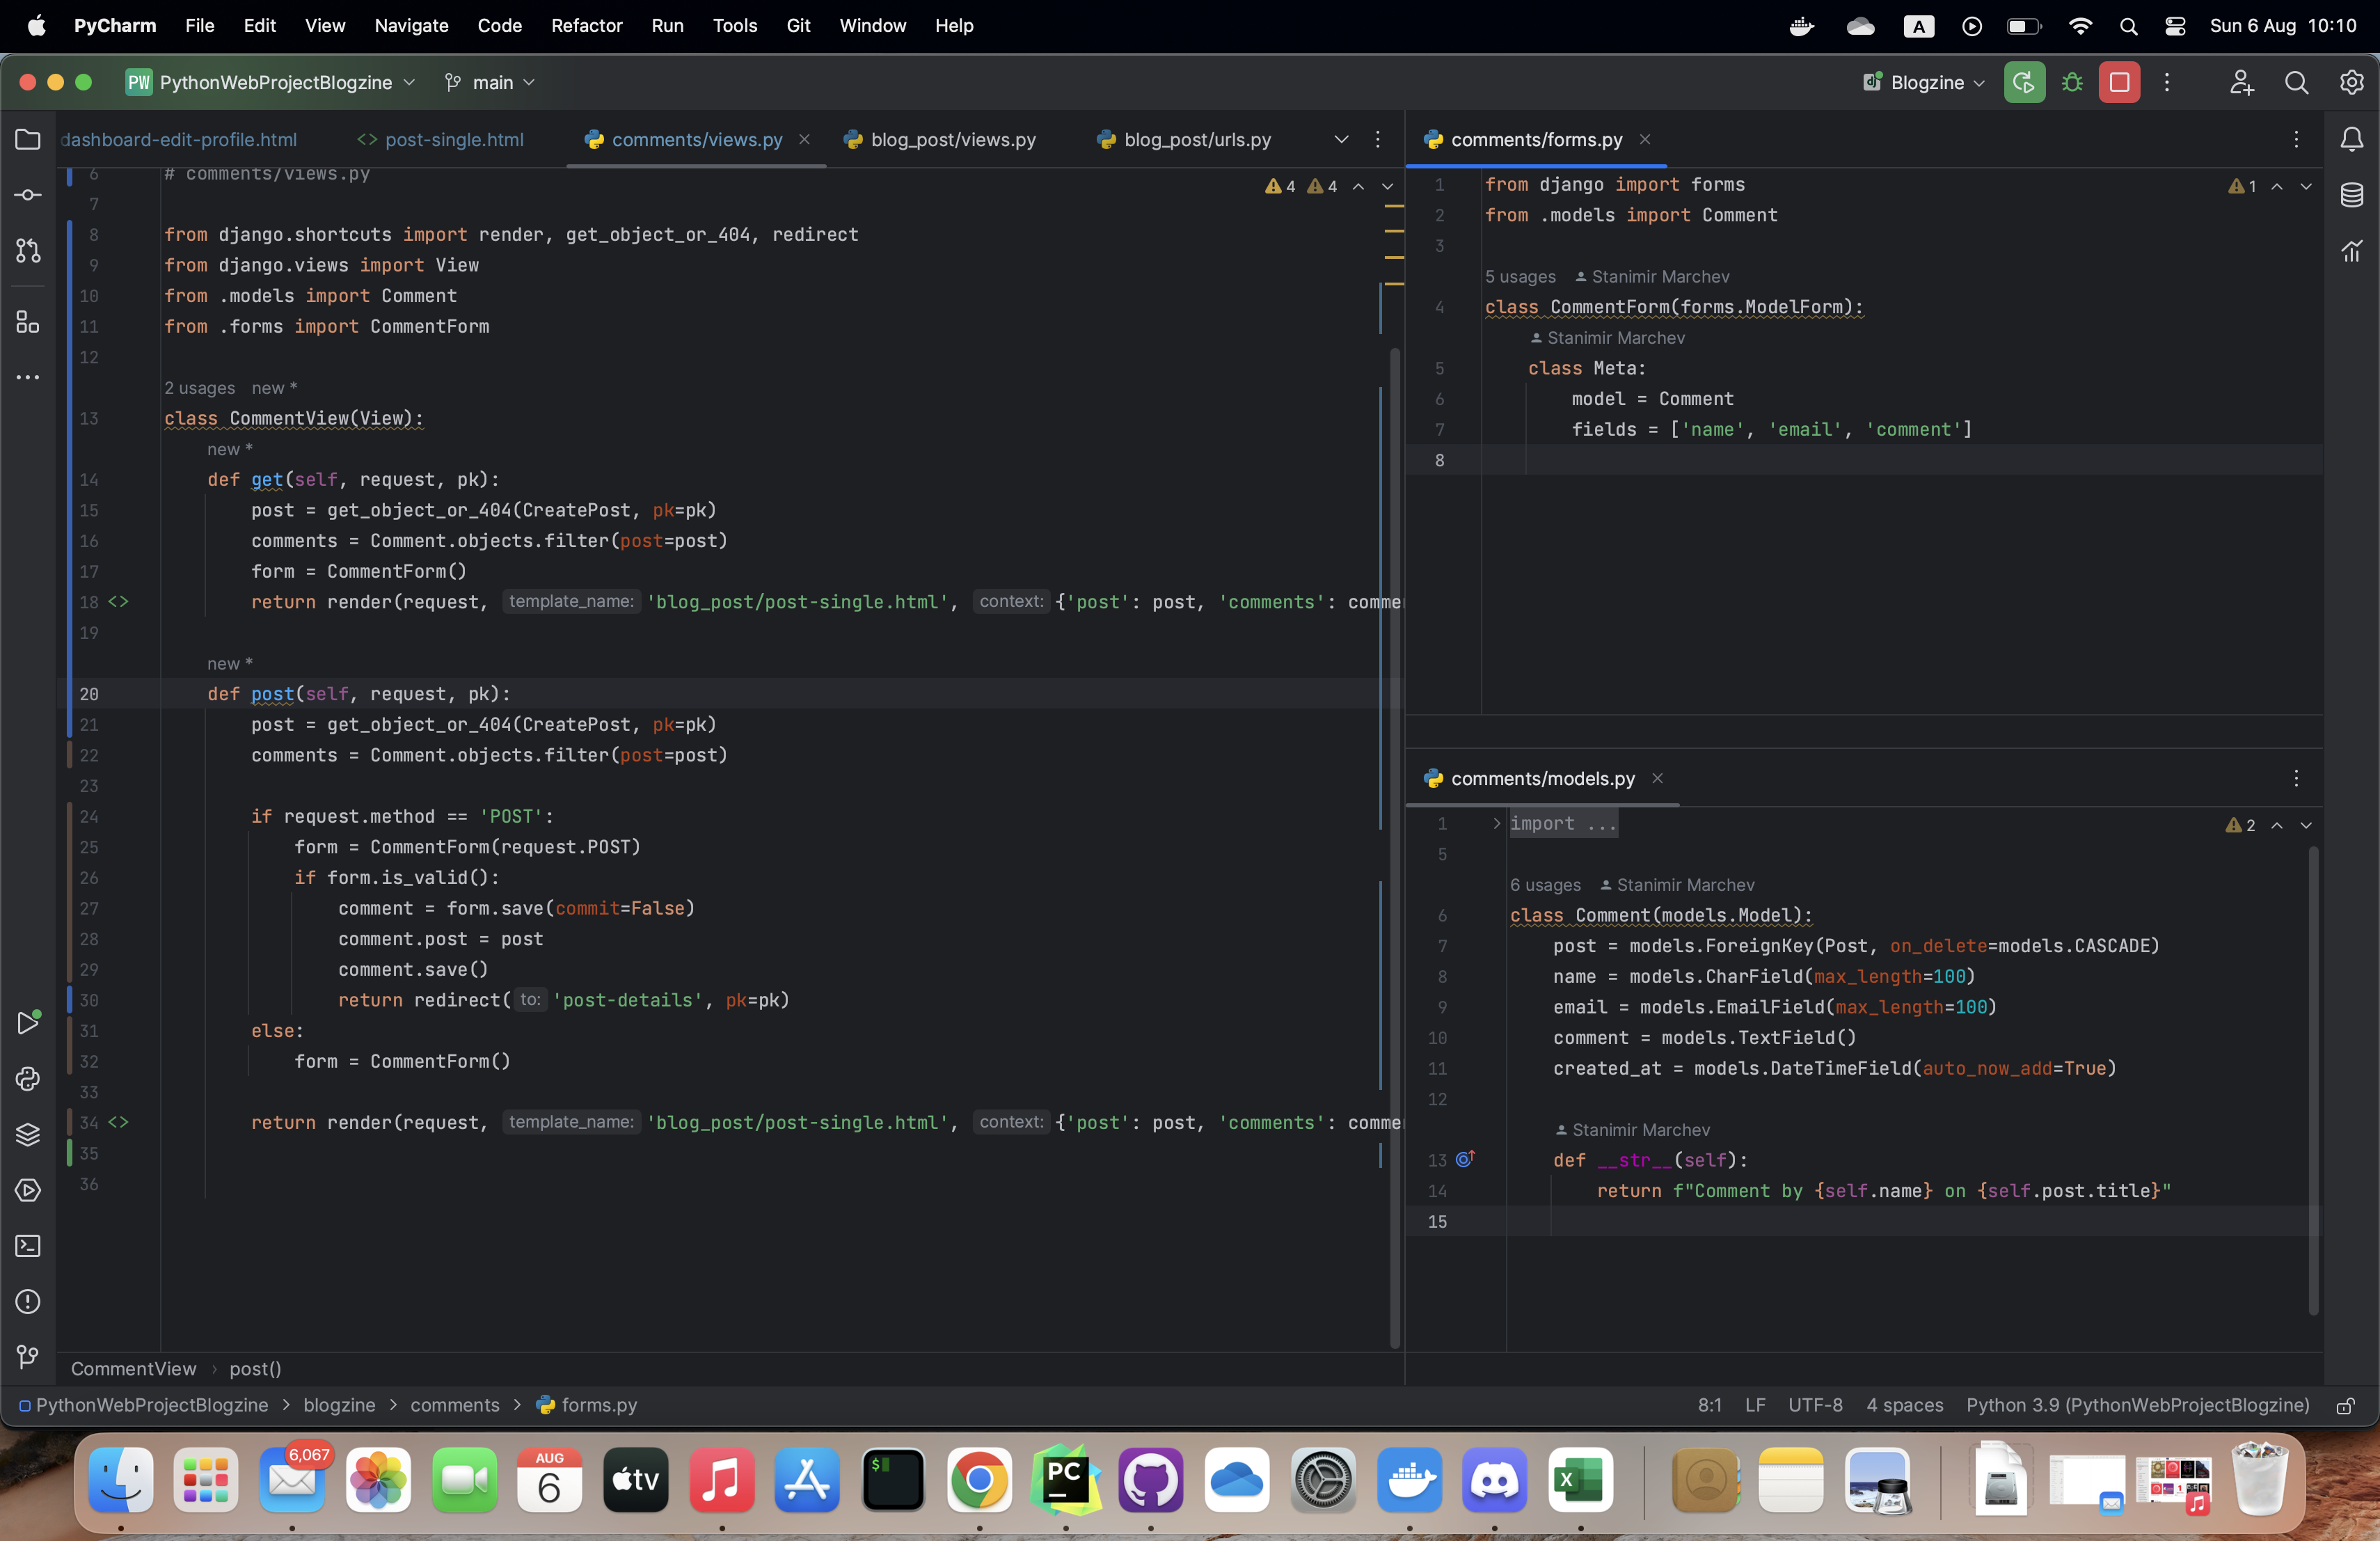 PyCharm File Edit View Navigate Code Refactor Run Tools Git Window Help A Sun 6 Aug 10:10
PW PythonWebProjectBlogzine main Blogzine
dashboard-edit-profile.html <> post-single.html comments/views.py blog_post/views.py blog_post/urls.py
4 4
6 # comments/views.py
7
8 from django.shortcuts import render, get_object_or_404, redirect
9 from django.views import View
10 from .models import Comment
11 from .forms import CommentForm
12
2 usages new *
13 class CommentView(View):
new *
14 def get(self, request, pk):
15 post = get_object_or_404(CreatePost, pk=pk)
16 comments = Comment.objects.filter(post=post)
17 form = CommentForm()
18 <> return render(request, template_name: 'blog_post/post-single.html', context: {'post': post, 'comments': comme
19
new *
20 def post(self, request, pk):
21 post = get_object_or_404(CreatePost, pk=pk)
22 comments = Comment.objects.filter(post=post)
23
24 if request.method == 'POST':
25 form = CommentForm(request.POST)
26 if form.is_valid():
27 comment = form.save(commit=False)
28 comment.post = post
29 comment.save()
30 return redirect( to: 'post-details', pk=pk)
31 else:
32 form = CommentForm()
33
34 <> return render(request, template_name: 'blog_post/post-single.html', context: {'post': post, 'comments': comme
35
36
CommentView › post()
comments/forms.py
1
1 from django import forms
2 from .models import Comment
3
5 usages Stanimir Marchev
4 class CommentForm(forms.ModelForm):
Stanimir Marchev
5 class Meta:
6 model = Comment
7 fields = ['name', 'email', 'comment']
8
comments/models.py
2
1 > import ...
5
6 usages Stanimir Marchev
6 class Comment(models.Model):
7 post = models.ForeignKey(Post, on_delete=models.CASCADE)
8 name = models.CharField(max_length=100)
9 email = models.EmailField(max_length=100)
10 comment = models.TextField()
11 created_at = models.DateTimeField(auto_now_add=True)
12
Stanimir Marchev
13 def __str__(self):
14 return f"Comment by {self.name} on {self.post.title}"
15
PythonWebProjectBlogzine > blogzine > comments > forms.py 8:1 LF UTF-8 4 spaces Python 3.9 (PythonWebProjectBlogzine)
6,067 AUG 6 tv $ PC X